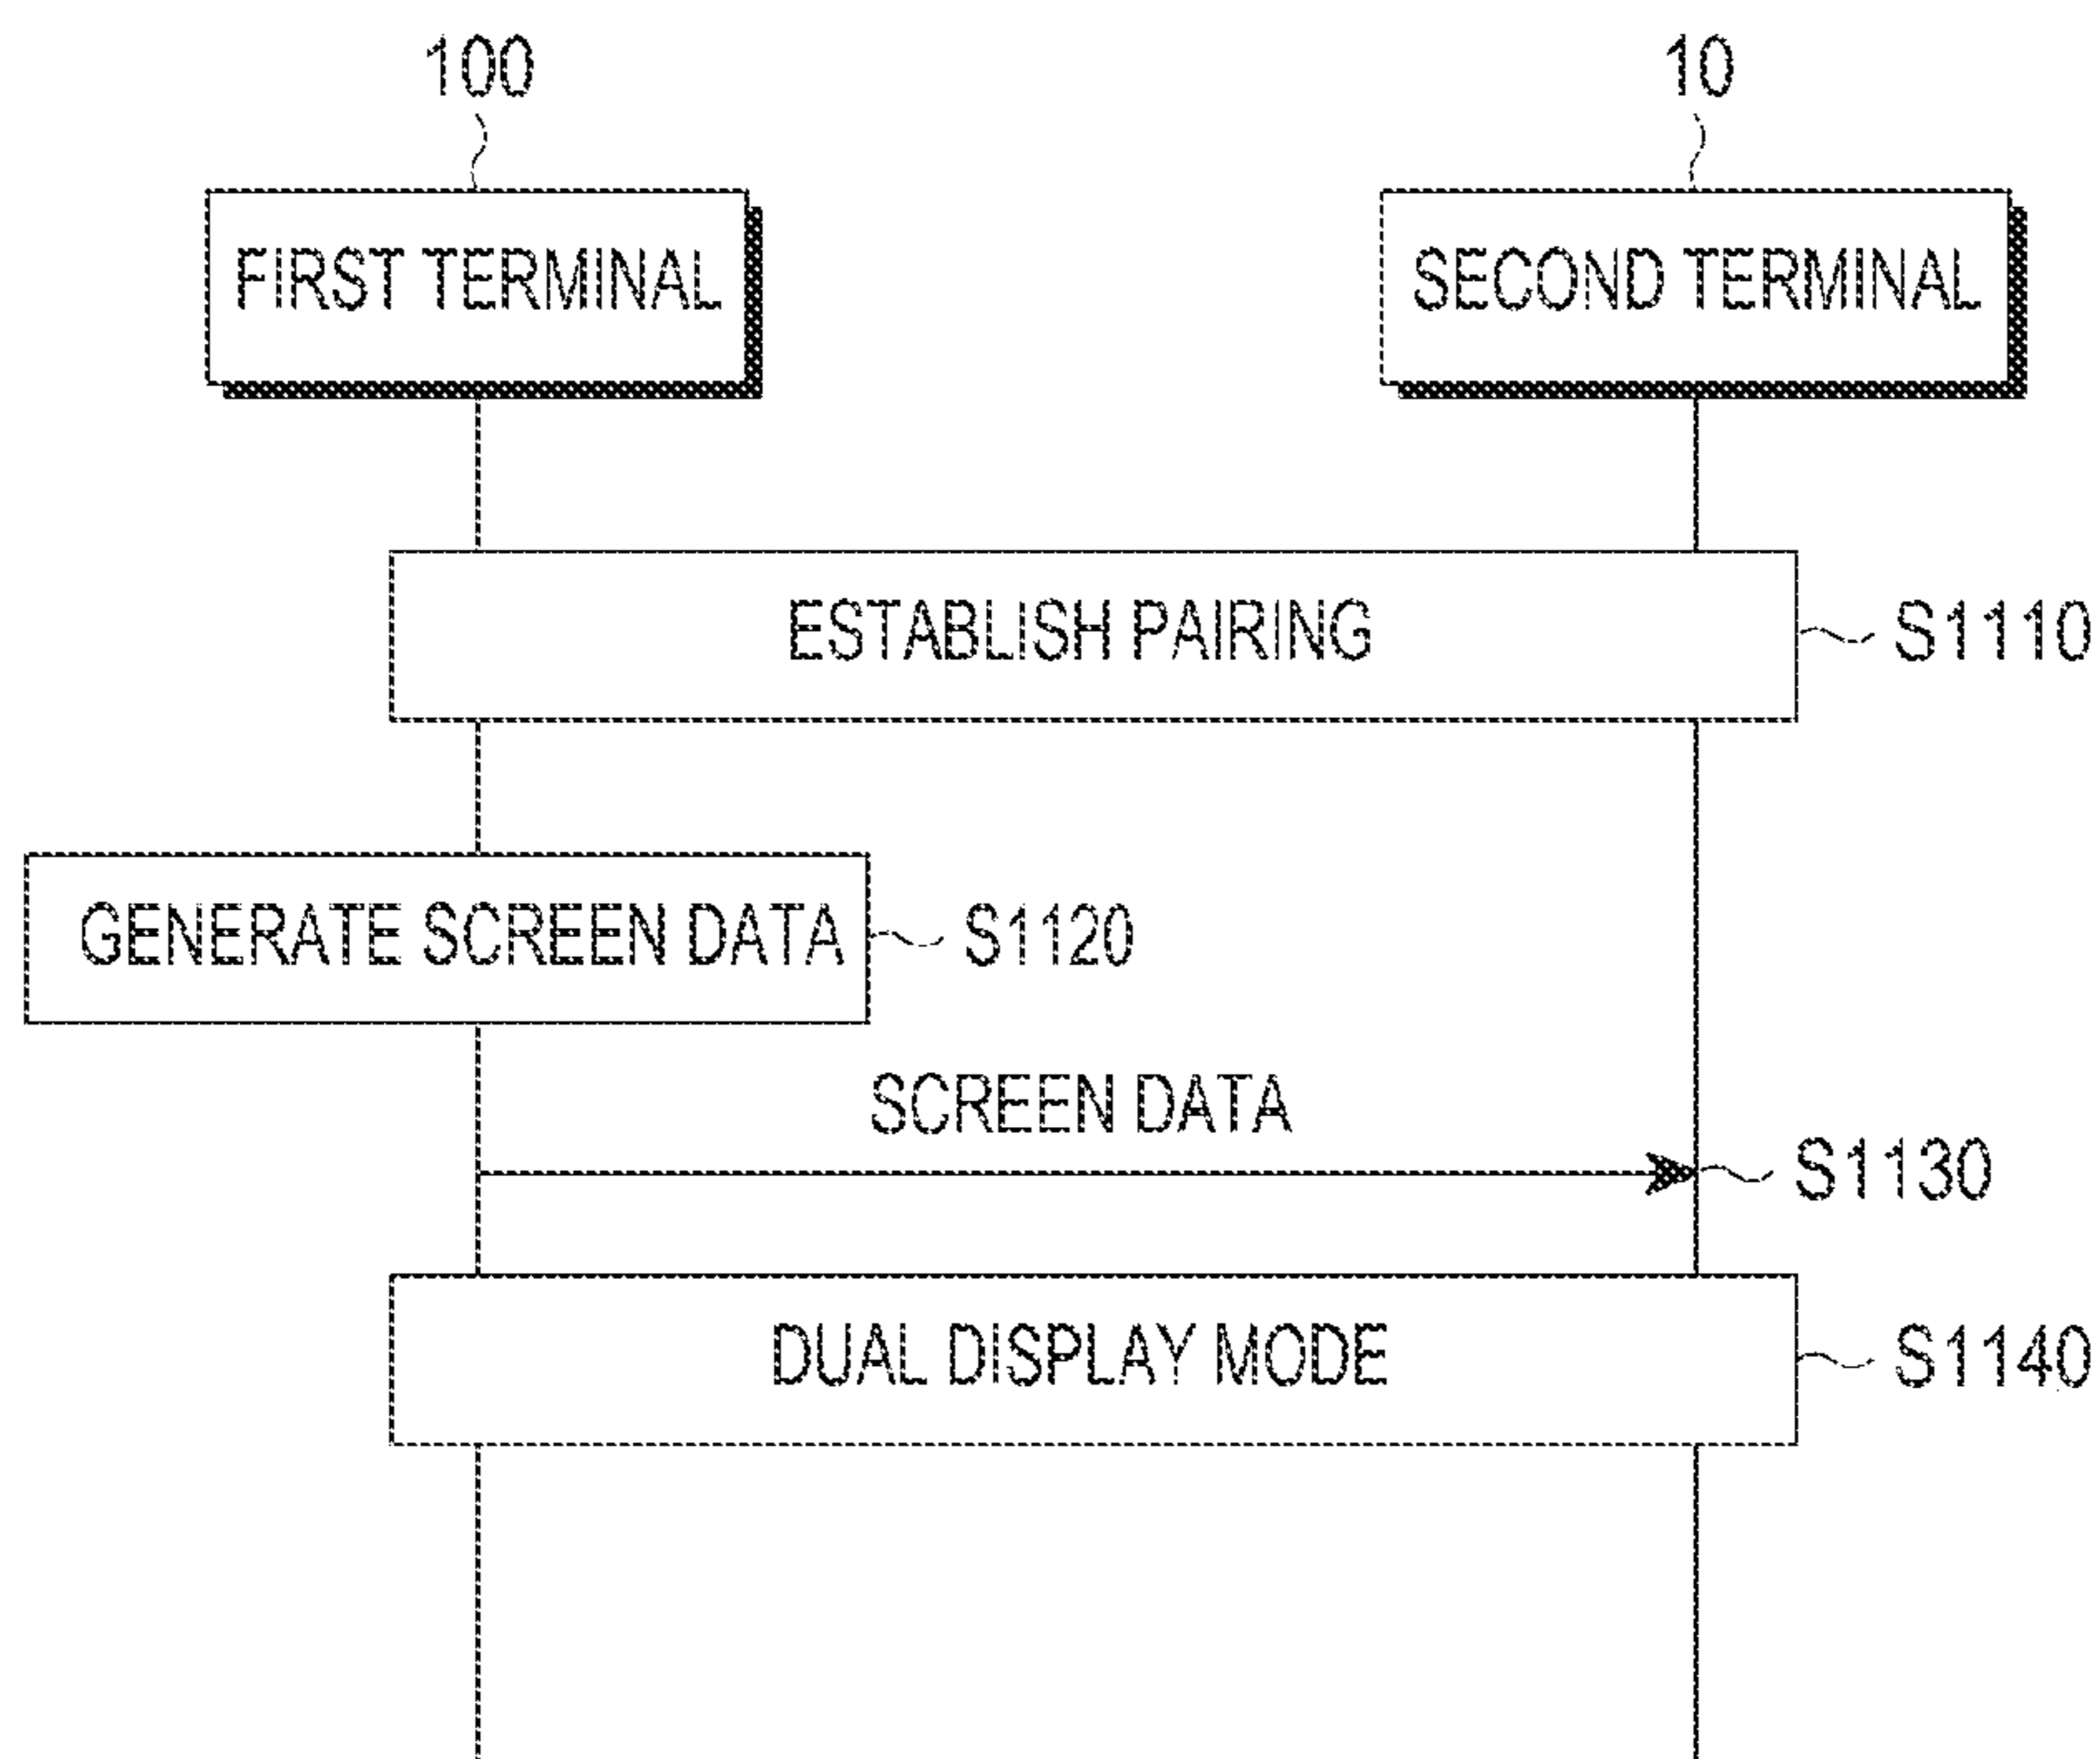 100
10
FIRST TERMINAL
SECOND TERMINAL
ESTABLISH PAIRING
S1110
GENERATE SCREEN DATA
S1120
SCREEN DATA
S1130
DUAL DISPLAY MODE
S1140